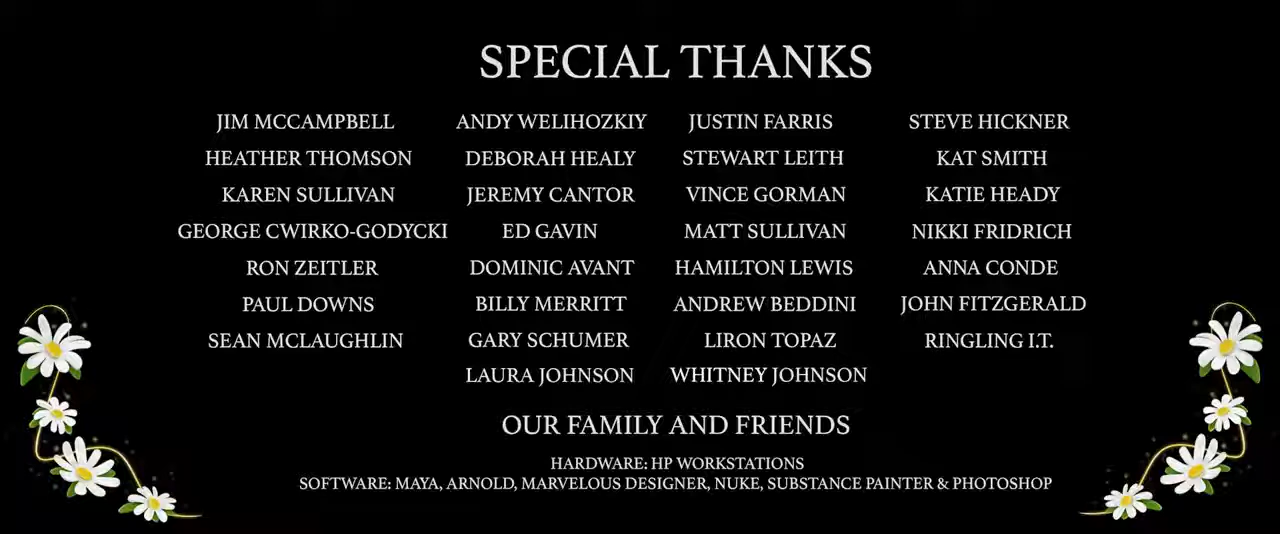 SPECIAL THANKS
JIM MCCAMPBELL ANDY WELIHOZKIY JUSTIN FARRIS STEVE HICKNER
HEATHER THOMSON DEBORAH HEALY STEWART LEITH KAT SMITH
KAREN SULLIVAN JEREMY CANTOR VINCE GORMAN KATIE HEADY
GEORGE CWIRKO-GODYCKI ED GAVIN MATT SULLIVAN NIKKI FRIDRICH
RON ZEITLER DOMINIC AVANT HAMILTON LEWIS ANNA CONDE
PAUL DOWNS BILLY MERRITT ANDREW BEDDINI JOHN FITZGERALD
SEAN MCLAUGHLIN GARY SCHUMER LIRON TOPAZ RINGLING I.T.
LAURA JOHNSON WHITNEY JOHNSON
OUR FAMILY AND FRIENDS
HARDWARE: HP WORKSTATIONS
SOFTWARE: MAYA, ARNOLD, MARVELOUS DESIGNER, NUKE, SUBSTANCE PAINTER & PHOTOSHOP